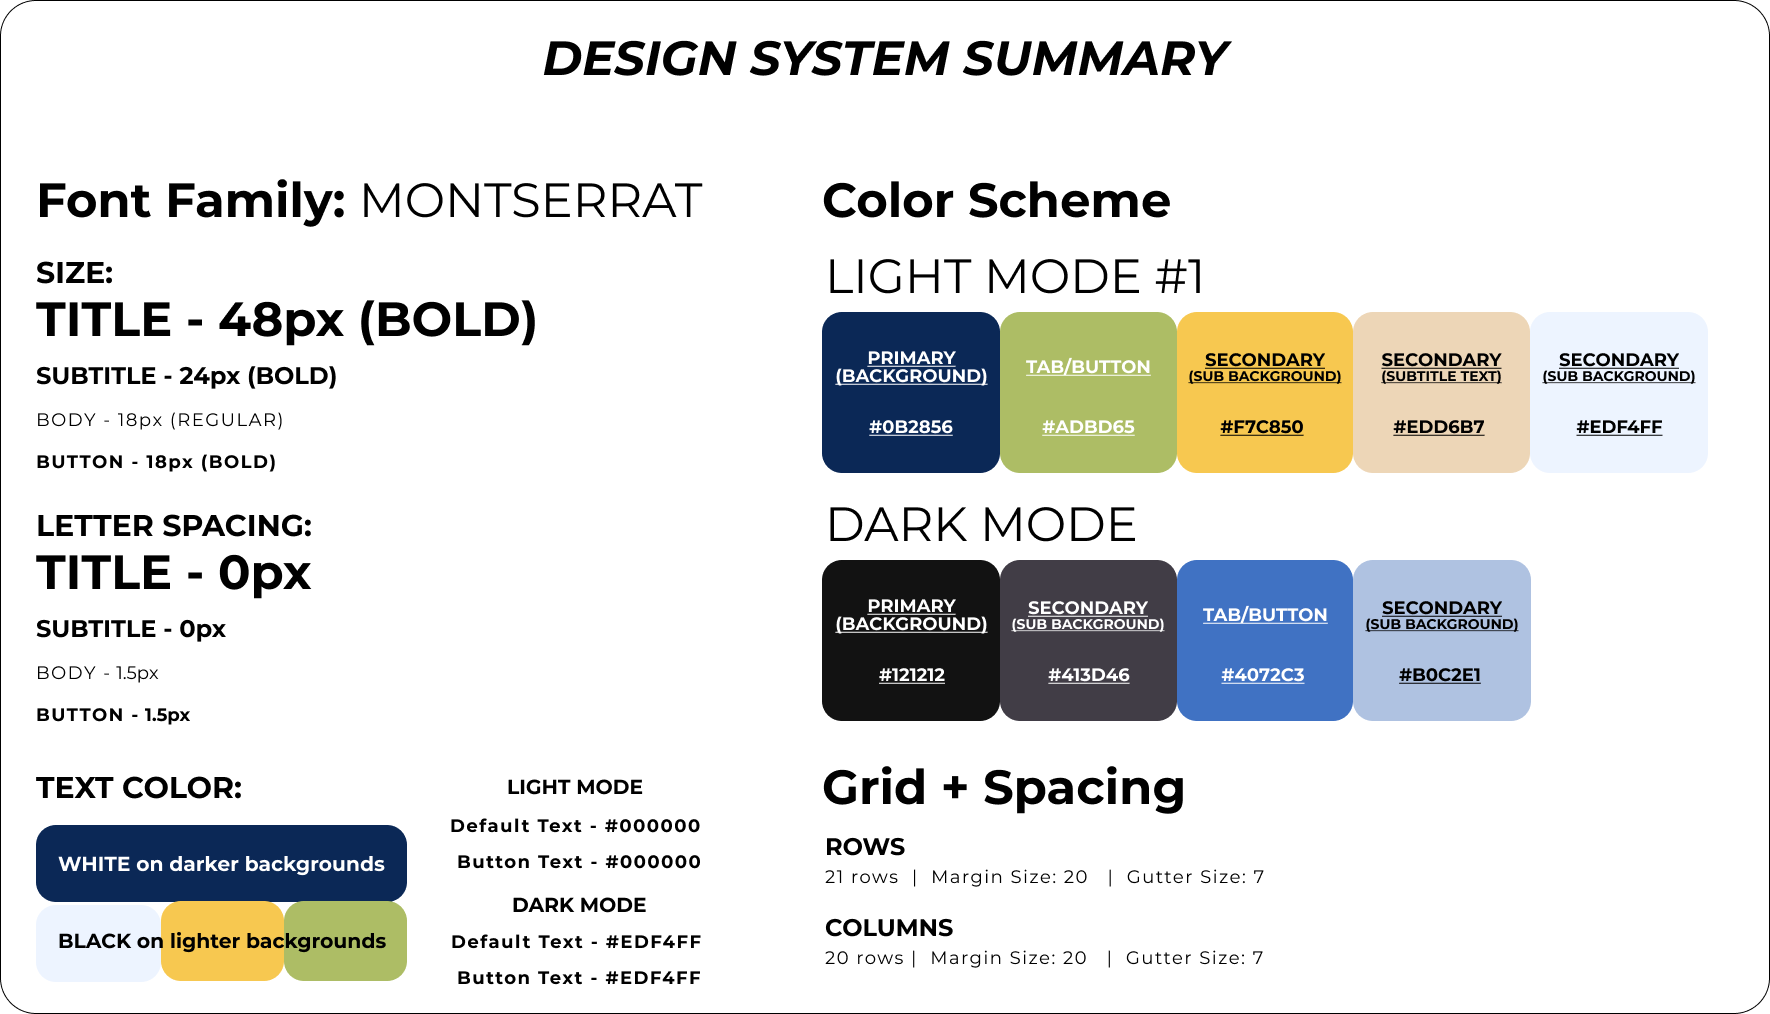 DESIGN SYSTEM SUMMARY
Font Family: MONTSERRAT
SIZE:
TITLE - 48px (BOLD)
SUBTITLE - 24px (BOLD)
BODY - 18px (REGULAR)
BUTTON - 18px (BOLD)
LETTER SPACING:
TITLE - 0px
SUBTITLE - 0px
BODY - 1.5px
BUTTON - 1.5px
TEXT COLOR:
WHITE on darker backgrounds
BLACK on lighter backgrounds
LIGHT MODE
Default Text - #000000
Button Text - #000000
DARK MODE
Default Text - #EDF4FF
Button Text - #EDF4FF
Color Scheme
LIGHT MODE #1
PRIMARY
(BACKGROUND)
#0B2856
TAB/BUTTON
#ADBD65
SECONDARY
(SUB BACKGROUND)
#F7C850
SECONDARY
(SUBTITLE TEXT)
#EDD6B7
SECONDARY
(SUB BACKGROUND)
#EDF4FF
DARK MODE
PRIMARY
(BACKGROUND)
#121212
SECONDARY
(SUB BACKGROUND)
#413D46
TAB/BUTTON
#4072C3
SECONDARY
(SUB BACKGROUND)
#B0C2E1
Grid + Spacing
ROWS
21 rows | Margin Size: 20 | Gutter Size: 7
COLUMNS
20 rows | Margin Size: 20 | Gutter Size: 7